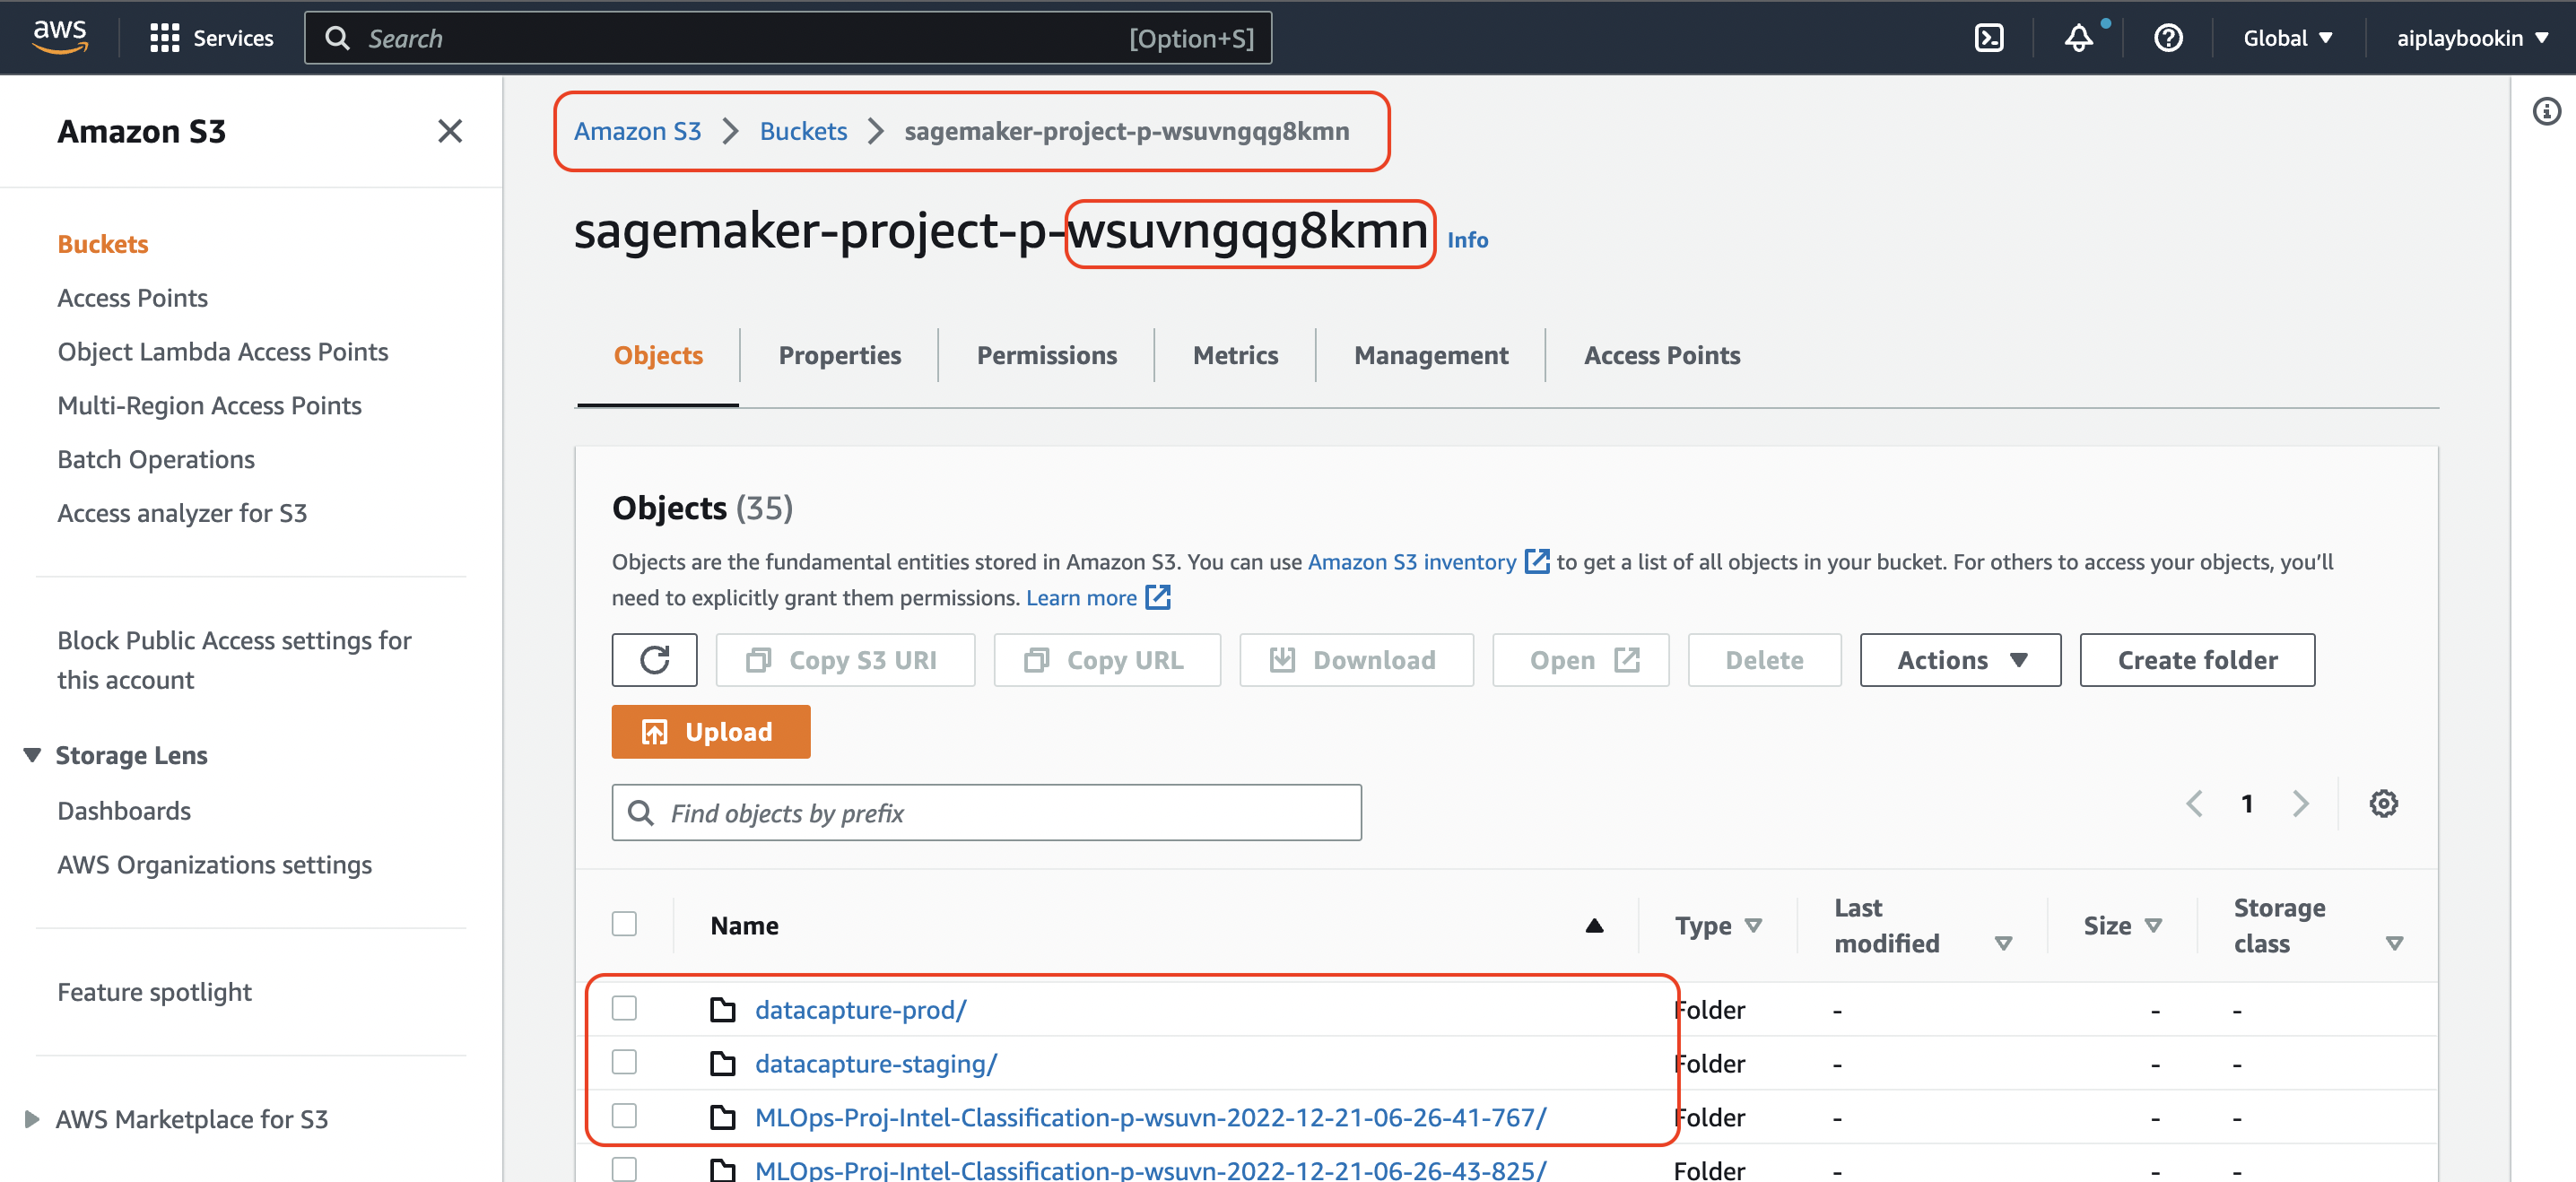 aws
Services
Search
[Option+S]
Global
aiplaybookin
Amazon S3
Buckets
Access Points
Object Lambda Access Points
Multi-Region Access Points
Batch Operations
Access analyzer for S3
Block Public Access settings for
this account
Storage Lens
Dashboards
AWS Organizations settings
Feature spotlight
AWS Marketplace for S3
Amazon S3 > Buckets > sagemaker-project-p-wsuvngqg8kmn
sagemaker-project-p-wsuvngqg8kmn Info
Objects
Properties
Permissions
Metrics
Management
Access Points
Objects (35)
Objects are the fundamental entities stored in Amazon S3. You can use Amazon S3 inventory to get a list of all objects in your bucket. For others to access your objects, you'll
need to explicitly grant them permissions. Learn more
Copy S3 URI
Copy URL
Download
Open
Delete
Actions
Create folder
Upload
Find objects by prefix
1
Name
Type
Last
modified
Size
Storage
class
datacapture-prod/ Folder - - -
datacapture-staging/ Folder - - -
MLOps-Proj-Intel-Classification-p-wsuvn-2022-12-21-06-26-41-767/ Folder - - -
MLOps-Proj-Intel-Classification-p-wsuvn-2022-12-21-06-26-43-825/ Folder - - -